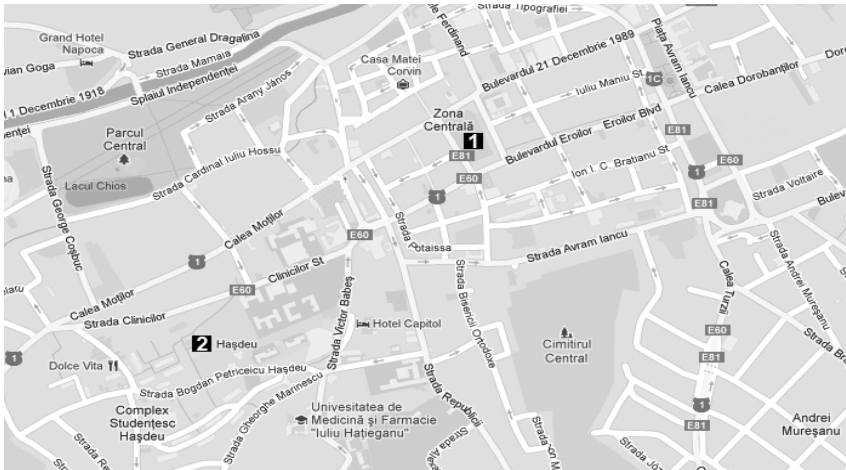 Strada Tipografiei
Grand Hotel
Napoca
Strada General Dragalina
Strada Mamaia
Splaiul Independenței
1 Decembrie 1918
Casa Matei
Corvin
Ferdinand
Bulevardul 21 Decembrie 1989
Piata Avram Iancu
1C
Iuliu Maniu St
Calea Dorobanților
Strada Arany János
Zona
Centrală
1
E81
Bulevardul Eroilor
Eroilor Blvd
E81
Parcul
Central
Lacul Chios
Strada Cardinal Iuliu Hossu
E60
Ion I. C. Bratianu St
1
E60
1
Strada Voltaire
E81
Strada George Coșbuc
Calea Moților
E60
Strada
Potaissa
Strada Avram Iancu
1
Clinicilor St
E60
Calea Moților
Strada Clinicilor
Strada Victor Babeș
Strada Bisericii Ortodoxe
Calea Turzii
Strada Andrei Mureșanu
Hotel Capitol
Cimitirul
Central
E60
E81
2
Hașdeu
1
Dolce Vita
Strada Bogdan Petriceicu Hașdeu
Strada Gheorghe Marinescu
Strada Republicii
Complex
Studențesc
Hașdeu
Univesitatea de
Medicină și Farmacie
"Iuliu Hațieganu"
1
E81
Andrei
Mureșanu